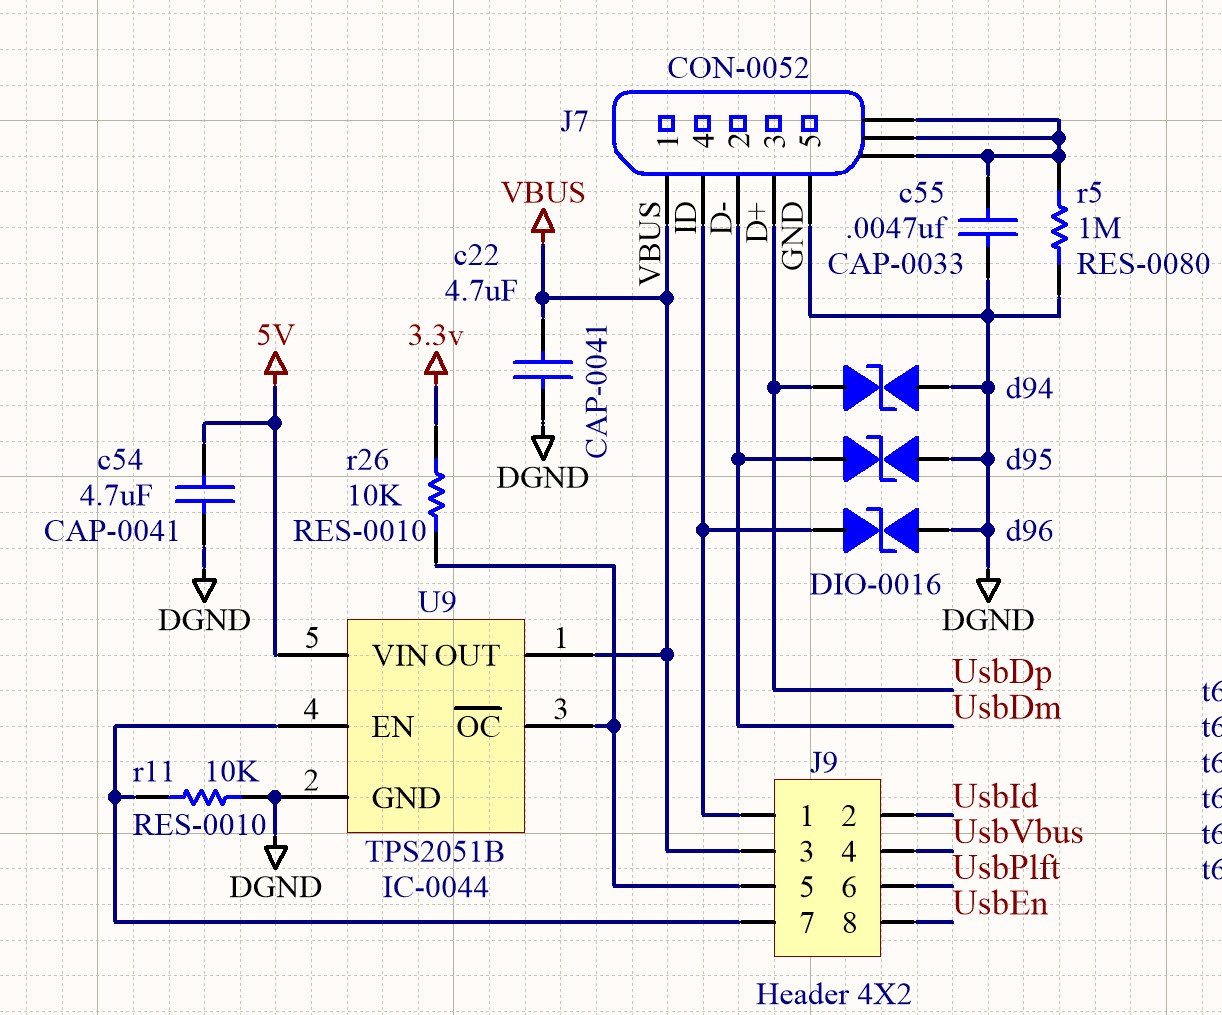 CON-0052
J7
1
4
2
3
5
VBUS
ID
D-
D+
GND
c55
.0047uf
CAP-0033
r5
1M
RES-0080
VBUS
c22
4.7uF
CAP-0041
DGND
5V
3.3v
c54
4.7uF
CAP-0041
DGND
r26
10K
RES-0010
d94
d95
d96
DIO-0016
DGND
U9
5
VIN OUT
1
4
EN
OC
3
2
GND
TPS2051B
IC-0044
r11 10K
RES-0010
DGND
UsbDp
UsbDm
J9
1 2
3 4
5 6
7 8
UsbId
UsbVbus
UsbPlft
UsbEn
Header 4X2
t6
t6
t6
t6
t6
t6